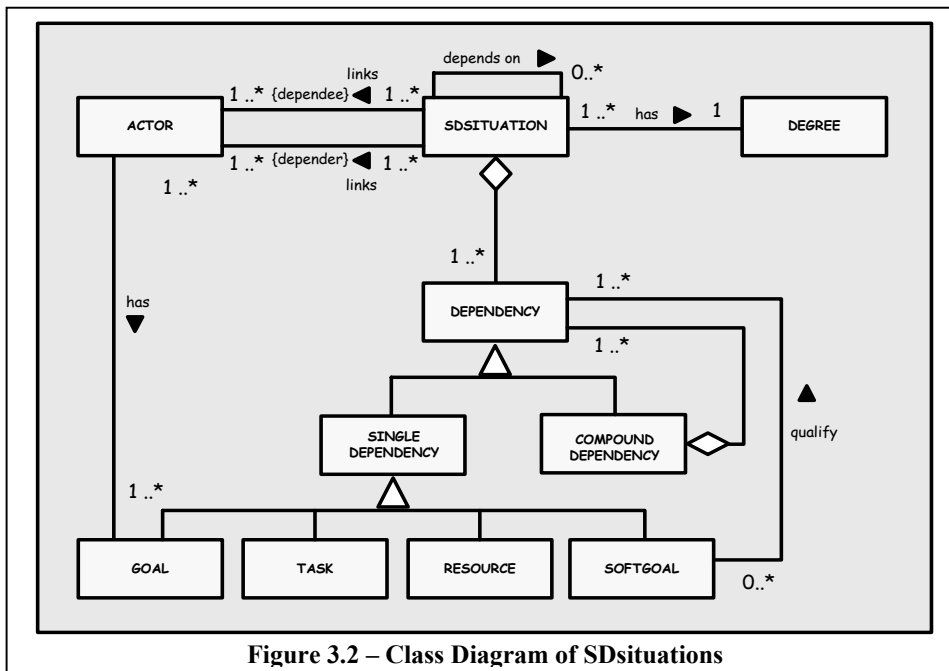 depends on
0..*
links
1 ..* {dependee} 1 ..*
ACTOR
SDSITUATION
1 ..* has 1
DEGREE
1 ..* {depender} 1 ..*
links
1 ..*
1 ..*
has
DEPENDENCY
1 ..*
1 ..*
qualify
SINGLE
DEPENDENCY
COMPOUND
DEPENDENCY
1 ..*
GOAL
TASK
RESOURCE
SOFTGOAL
0..*
Figure 3.2 – Class Diagram of SDsituations